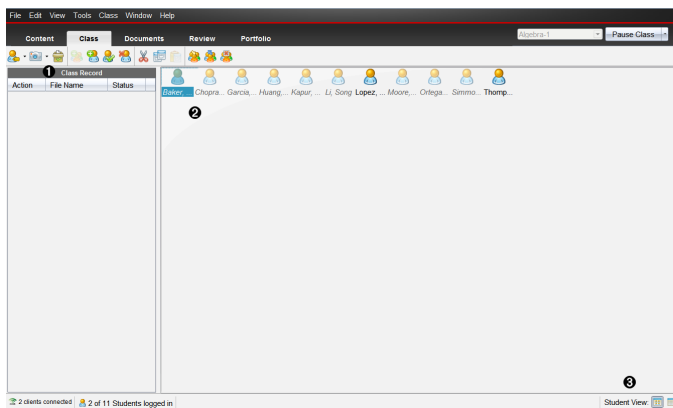 File Edit View Tools Class Window Help
Content Class Documents Review Portfolio
Algebra-1 Pause Class
1 Class Record
Action File Name Status
Baker, ... Chopra... Garcia,... Huang,... Kapur, ... Li, Song Lopez, ... Moore,... Ortega... Simmo... Thomp...
2
3
2 clients connected 2 of 11 Students logged in Student View: